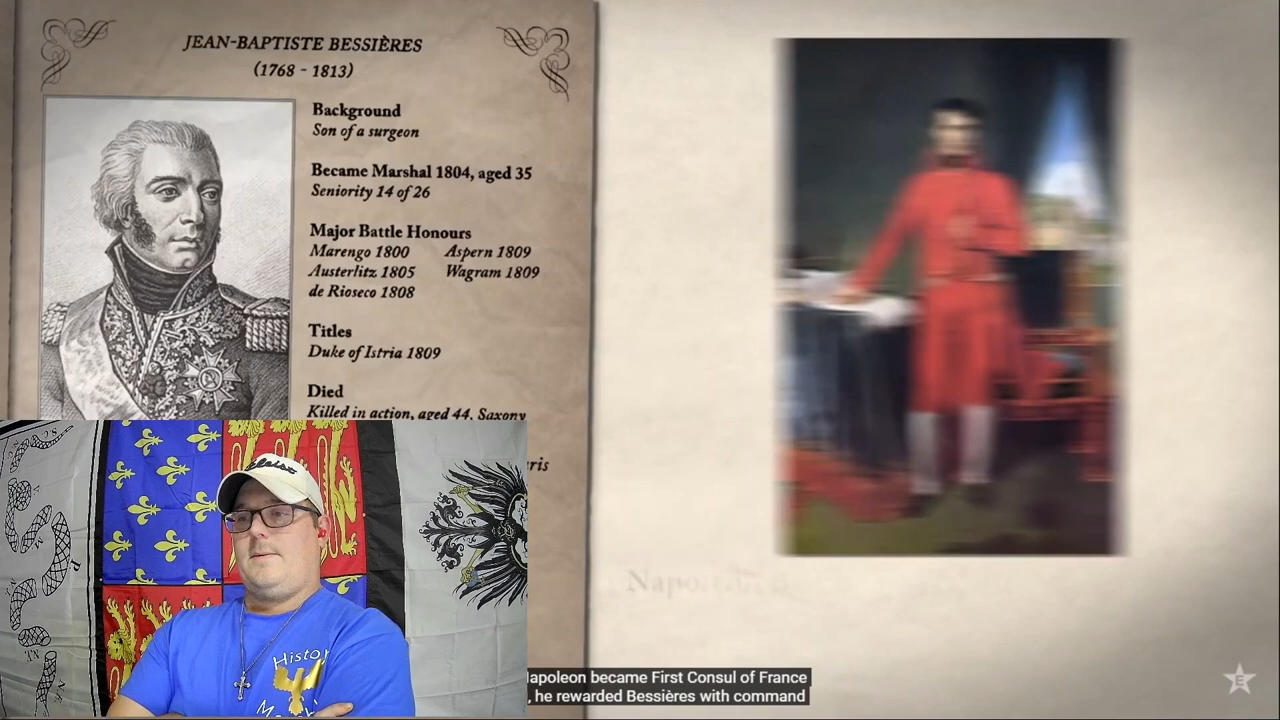 JEAN-BAPTISTE BESSIÈRES
(1768 - 1813)
Background
Son of a surgeon
Became Marshal 1804, aged 35
Seniority 14 of 26
Major Battle Honours
Marengo 1800 Aspern 1809
Austerlitz 1805 Wagram 1809
de Rioseco 1808
Titles
Duke of Istria 1809
Died
Killed in action, aged 44, Saxony
Histor
Napoleon became First Consul of France
, he rewarded Bessières with command
E